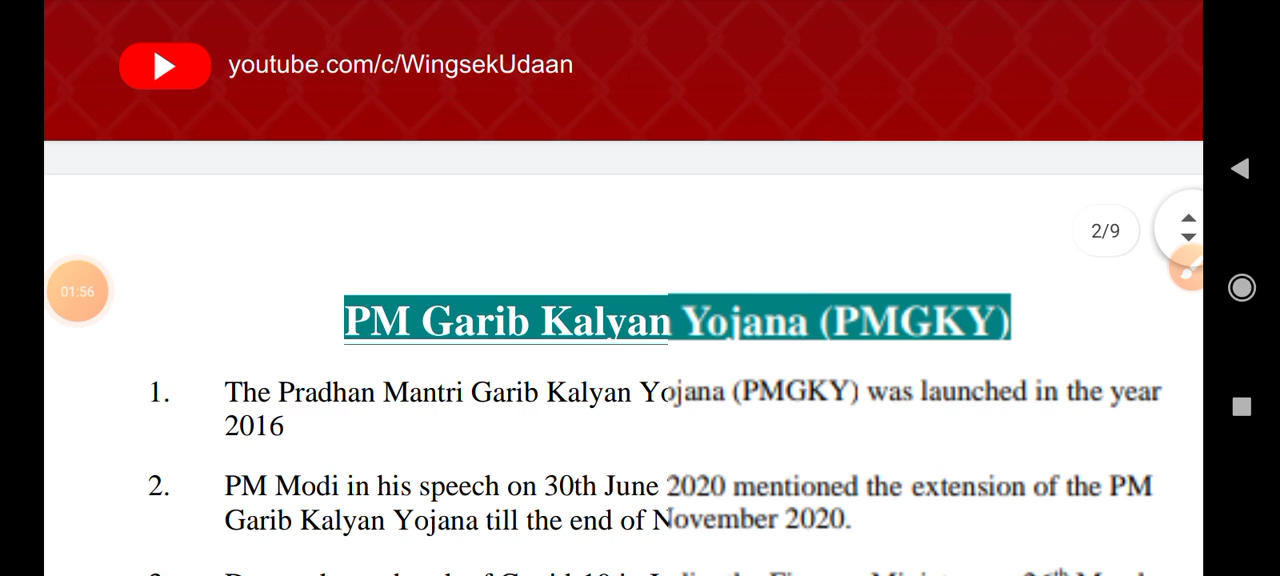 youtube.com/c/WingsekUdaan
2/9
01:56
PM Garib Kalyan Yojana (PMGKY)
1. The Pradhan Mantri Garib Kalyan Yojana (PMGKY) was launched in the year
2016
2. PM Modi in his speech on 30th June 2020 mentioned the extension of the PM
Garib Kalyan Yojana till the end of November 2020.